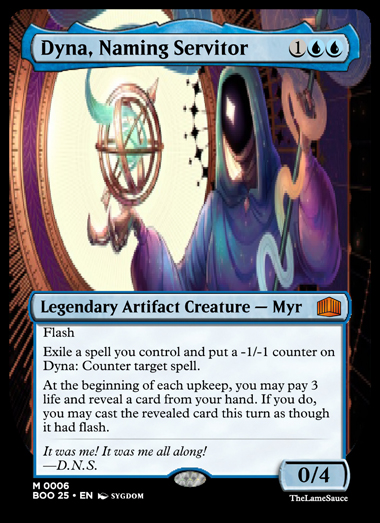 Dyna, Naming Servitor 1
Legendary Artifact Creature — Myr
Flash
Exile a spell you control and put a -1/-1 counter on
Dyna: Counter target spell.
At the beginning of each upkeep, you may pay 3
life and reveal a card from your hand. If you do,
you may cast the revealed card this turn as though
it had flash.
It was me! It was me all along!
—D.N.S.
0/4
M 0006
BOO 25 • EN SYGDOM
TheLameSauce